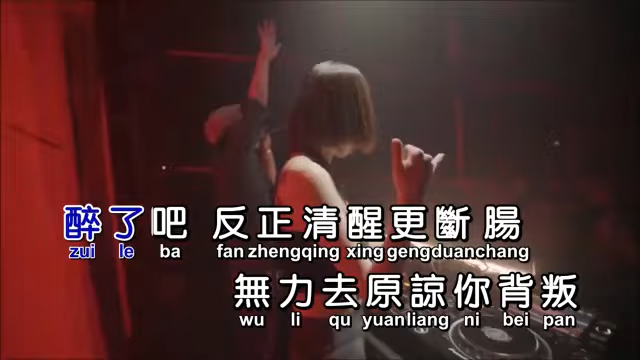 醉了吧 反正清醒更斷腸
zui le ba fan zhengqing xing gengduanchang
無力去原諒你背叛
wu li qu yuanliang ni bei pan